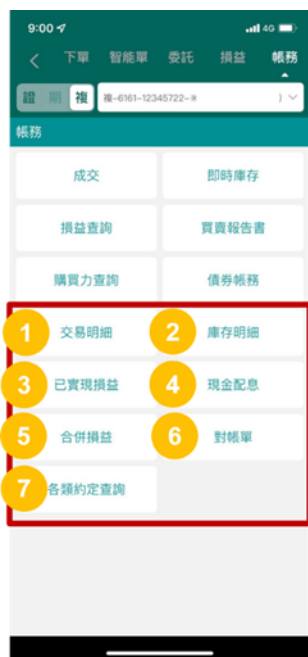 9:00 4G
下單 智能單 委託 損益 帳務
證 期 複 複-6161-12345722-※ )
帳務
成交 即時庫存
損益查詢 買賣報告書
購買力查詢 債券帳務
1 交易明細 2 庫存明細
3 已實現損益 4 現金配息
5 合併損益 6 對帳單
7 各類約定查詢